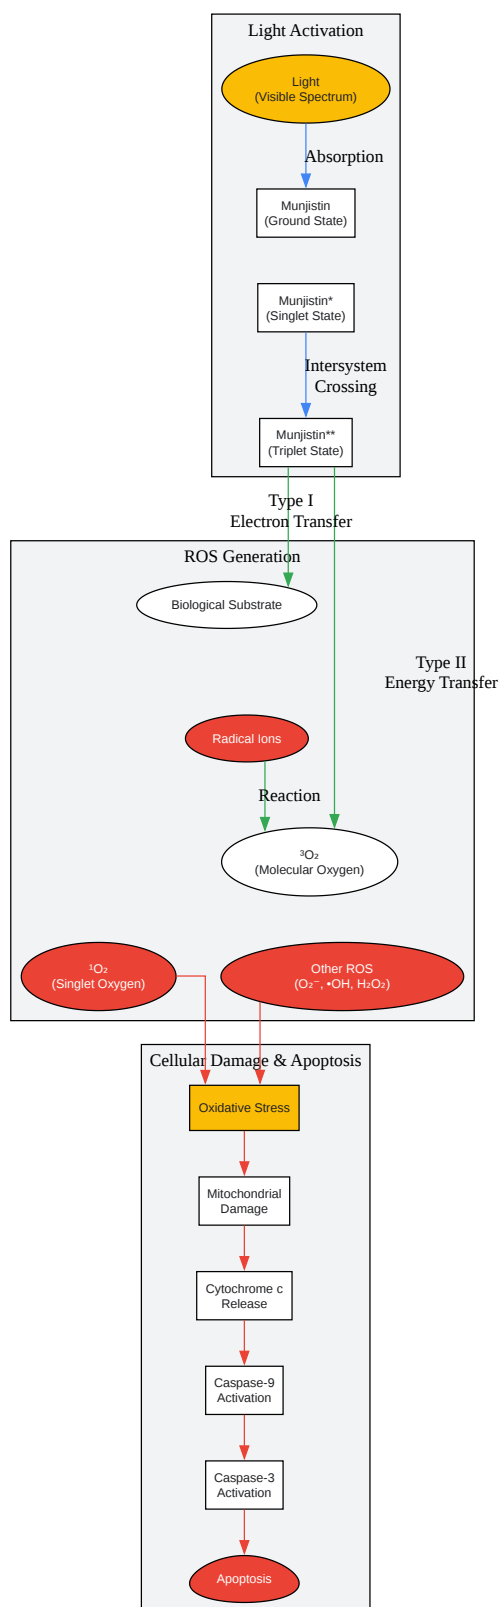 Light Activation
Light
(Visible Spectrum)
Absorption
Munjistin
(Ground State)
Munjistin*
(Singlet State)
Intersystem
Crossing
Munjistin**
(Triplet State)
Type I
Electron Transfer
ROS Generation
Biological Substrate
Type II
Energy Transfer
Radical Ions
Reaction
³O₂
(Molecular Oxygen)
¹O₂
(Singlet Oxygen)
Other ROS
(O₂⁻, •OH, H₂O₂)
Cellular Damage & Apoptosis
Oxidative Stress
Mitochondrial
Damage
Cytochrome c
Release
Caspase-9
Activation
Caspase-3
Activation
Apoptosis